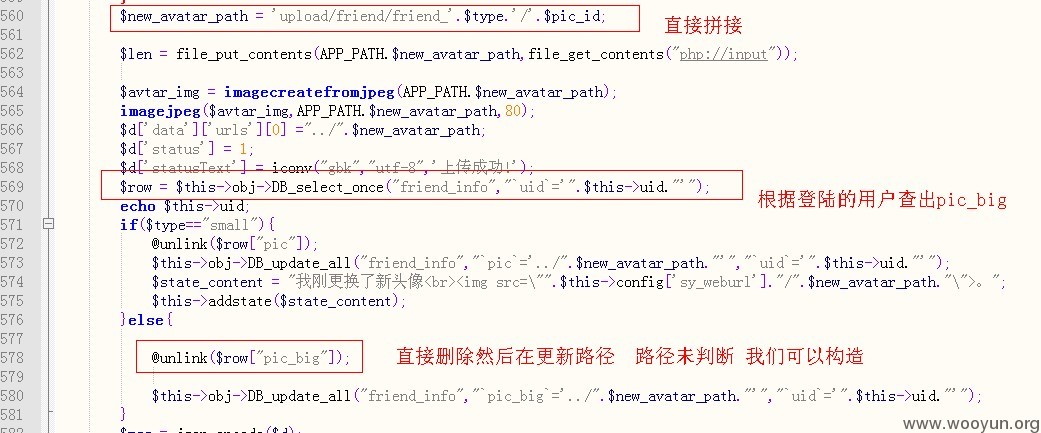 560 $new_avatar_path = 'upload/friend/friend_'.$type.'/'.$pic_id;
直接拼接
561
562 $len = file_put_contents(APP_PATH.$new_avatar_path,file_get_contents("php://input"));
563
564 $avtar_img = imagecreatefromjpeg(APP_PATH.$new_avatar_path);
565 imagejpeg($avtar_img,APP_PATH.$new_avatar_path,80);
566 $d['data']['urls'][0] ="../".$new_avatar_path;
567 $d['status'] = 1;
568 $d['statusText'] = iconv("gbk","utf-8",'上传成功!');
569 $row = $this->obj->DB_select_once("friend_info","`uid`='".$this->uid."'");
根据登陆的用户查出pic_big
570 echo $this->uid;
571 if($type=="small"){
572 @unlink($row["pic"]);
573 $this->obj->DB_update_all("friend_info","`pic`='../".$new_avatar_path."'","`uid`='".$this->uid."'");
574 $state_content = "我刚更换了新头像<br><img src=\"".$this->config['sy_weburl']."/".$new_avatar_path."\">。";
575 $this->addstate($state_content);
576 }else{
577
578 @unlink($row["pic_big"]);
直接删除然后在更新路径 路径未判断 我们可以构造
579
580 $this->obj->DB_update_all("friend_info","`pic_big`='../".$new_avatar_path."'","`uid`='".$this->uid."'");
581 }
www.wooyun.org